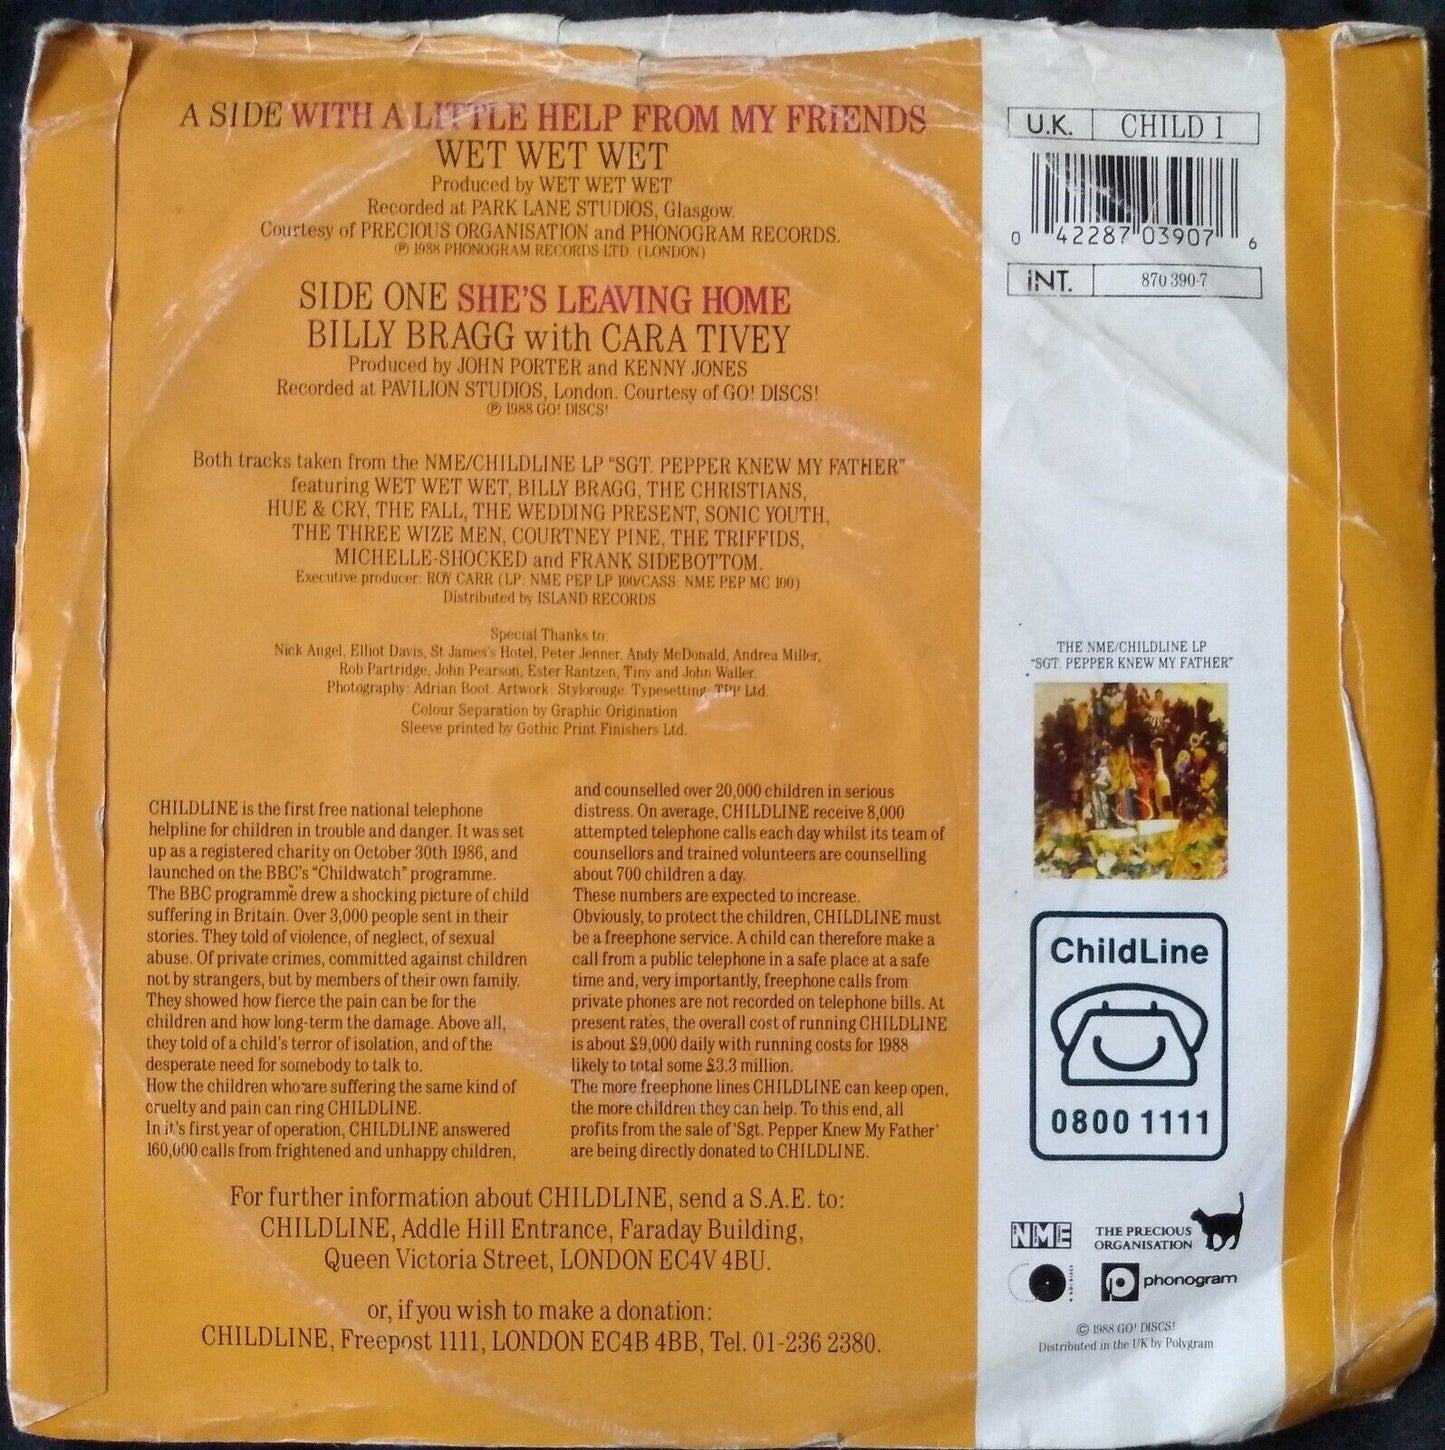 A SIDE WITH A LITTLE HELP FROM MY FRIENDS
WET WET WET
Produced by WET WET WET
Recorded at PARK LANE STUDIOS, Glasgow.
Courtesy of PRECIOUS ORGANISATION and PHONOGRAM RECORDS.
℗ 1988 PHONOGRAM RECORDS LTD. (LONDON)
SIDE ONE SHE'S LEAVING HOME
BILLY BRAGG with CARA TIVEY
Produced by JOHN PORTER and KENNY JONES
Recorded at PAVILION STUDIOS, London. Courtesy of GO! DISCS!
℗ 1988 GO! DISCS!
Both tracks taken from the NME/CHILDLINE LP "SGT. PEPPER KNEW MY FATHER"
featuring WET WET WET, BILLY BRAGG, THE CHRISTIANS,
HUE & CRY, THE FALL, THE WEDDING PRESENT, SONIC YOUTH,
THE THREE WIZE MEN, COURTNEY PINE, THE TRIFFIDS,
MICHELLE-SHOCKED and FRANK SIDEBOTTOM.
Executive producer: ROY CARR (LP: NME PEP LP 100/CASS NME PEP MC 100)
Distributed by ISLAND RECORDS
Special Thanks to:
Nick Angel, Elliot Davis, St James's Hotel, Peter Jenner, Andy McDonald, Andrea Miller,
Rob Partridge, John Pearson, Ester Rantzen, Tiny and John Waller.
Photography: Adrian Boot. Artwork: Stylorouge. Typesetting: TPP Ltd.
Colour Separation by Graphic Origination
Sleeve printed by Gothic Print Finishers Ltd.
CHILDLINE is the first free national telephone
helpline for children in trouble and danger. It was set
up as a registered charity on October 30th 1986, and
launched on the BBC's "Childwatch" programme.
The BBC programme drew a shocking picture of child
suffering in Britain. Over 3,000 people sent in their
stories. They told of violence, of neglect, of sexual
abuse. Of private crimes, committed against children
not by strangers, but by members of their own family.
They showed how fierce the pain can be for the
children and how long-term the damage. Above all,
they told of a child's terror of isolation, and of the
desperate need for somebody to talk to.
How the children who are suffering the same kind of
cruelty and pain can ring CHILDLINE.
In it's first year of operation, CHILDLINE answered
160,000 calls from frightened and unhappy children,
and counselled over 20,000 children in serious
distress. On average, CHILDLINE receive 8,000
attempted telephone calls each day whilst its team of
counsellors and trained volunteers are counselling
about 700 children a day.
These numbers are expected to increase.
Obviously, to protect the children, CHILDLINE must
be a freephone service. A child can therefore make a
call from a public telephone in a safe place at a safe
time and, very importantly, freephone calls from
private phones are not recorded on telephone bills. At
present rates, the overall cost of running CHILDLINE
is about £9,000 daily with running costs for 1988
likely to total some £3.3 million.
The more freephone lines CHILDLINE can keep open,
the more children they can help. To this end, all
profits from the sale of 'Sgt. Pepper Knew My Father'
are being directly donated to CHILDLINE.
For further information about CHILDLINE, send a S.A.E. to:
CHILDLINE, Addle Hill Entrance, Faraday Building,
Queen Victoria Street, LONDON EC4V 4BU.
or, if you wish to make a donation:
CHILDLINE, Freepost 1111, LONDON EC4B 4BB, Tel. 01-236 2380.
U.K. CHILD 1
0 42287 03907 6
INT. 870 390-7
THE NME/CHILDLINE LP
"SGT. PEPPER KNEW MY FATHER"
ChildLine
0800 1111
NME
THE PRECIOUS
ORGANISATION
phonogram
© 1988 GO! DISCS!
Distributed in the UK by Polygram